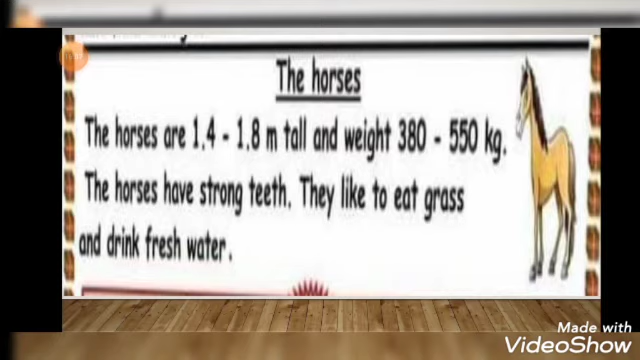 The horses
The horses are 1.4 - 1.8 m tall and weight 380 - 550 kg.
The horses have strong teeth. They like to eat grass
and drink fresh water.
Made with
VideoShow